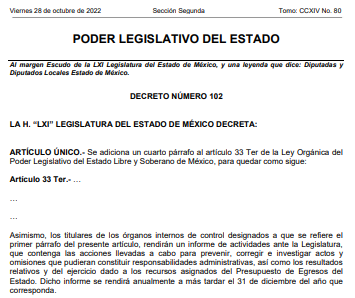 Viernes 28 de octubre de 2022 Sección Segunda Tomo: CCXIV No. 80
PODER LEGISLATIVO DEL ESTADO
Al margen Escudo de la LXI Legislatura del Estado de México, y una leyenda que dice: Diputadas y
Diputados Locales Estado de México.
DECRETO NÚMERO 102
LA H. “LXI” LEGISLATURA DEL ESTADO DE MÉXICO DECRETA:
ARTÍCULO ÚNICO.- Se adiciona un cuarto párrafo al artículo 33 Ter de la Ley Orgánica del
Poder Legislativo del Estado Libre y Soberano de México, para quedar como sigue:
Artículo 33 Ter.- …
…
…
Asimismo, los titulares de los órganos internos de control designados a que se refiere el
primer párrafo del presente artículo, rendirán un informe de actividades ante la Legislatura,
que contenga las acciones llevadas a cabo para prevenir, corregir e investigar actos y
omisiones que pudieran constituir responsabilidades administrativas, así como los resultados
relativos y del ejercicio dado a los recursos asignados del Presupuesto de Egresos del
Estado. Dicho informe se rendirá anualmente a más tardar el 31 de diciembre del año que
corresponda.